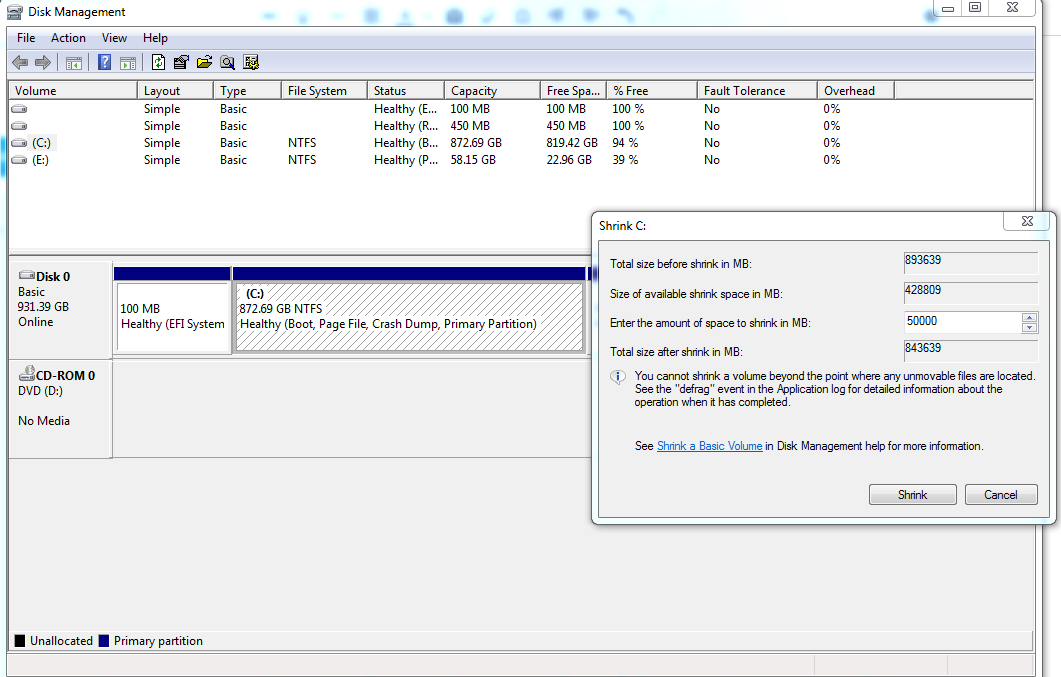 Disk Management
File Action View Help
Volume Layout Type File System Status Capacity Free Spa... % Free Fault Tolerance Overhead
Simple Basic Healthy (E... 100 MB 100 MB 100 % No 0%
Simple Basic Healthy (R... 450 MB 450 MB 100 % No 0%
(C:) Simple Basic NTFS Healthy (B... 872.69 GB 819.42 GB 94 % No 0%
(E:) Simple Basic NTFS Healthy (P... 58.15 GB 22.96 GB 39 % No 0%
Disk 0
Basic
931.39 GB
Online
100 MB
Healthy (EFI System
(C:)
872.69 GB NTFS
Healthy (Boot, Page File, Crash Dump, Primary Partition)
CD-ROM 0
DVD (D:)
No Media
Shrink C:
Total size before shrink in MB: 893639
Size of available shrink space in MB: 428809
Enter the amount of space to shrink in MB: 50000
Total size after shrink in MB: 843639
You cannot shrink a volume beyond the point where any unmovable files are located.
See the "defrag" event in the Application log for detailed information about the
operation when it has completed.
See Shrink a Basic Volume in Disk Management help for more information.
Shrink Cancel
Unallocated Primary partition